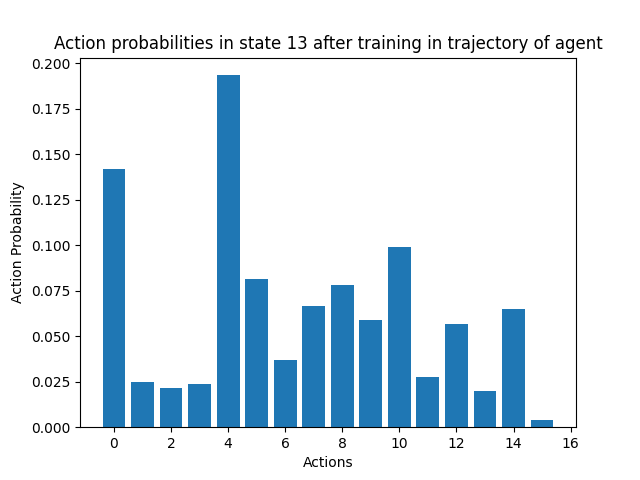 Action probabilities in state 13 after training in trajectory of agent
0.200
0.175
0.150
0.125
0.100
0.075
0.050
0.025
0.000
Action Probability
0 2 4 6 8 10 12 14 16
Actions